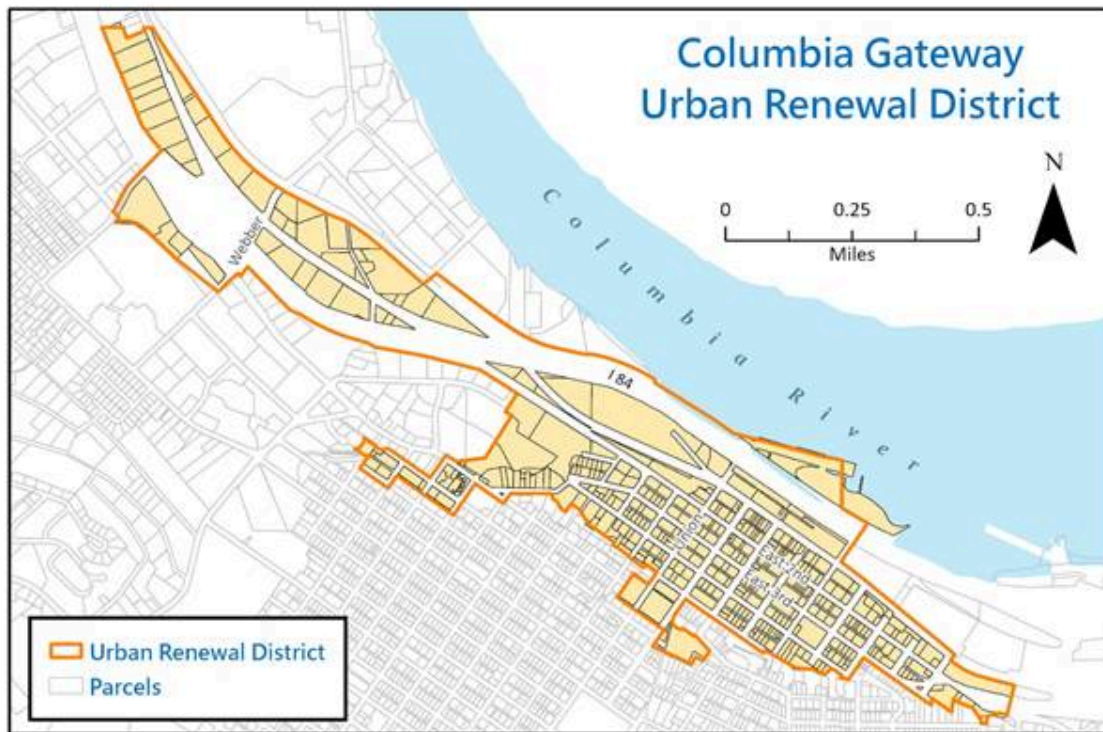 Columbia Gateway
Urban Renewal District
N
0 0.25 0.5
Miles
Columbia River
Webber
I 84
Union
East 2nd
East 3rd
Urban Renewal District
Parcels